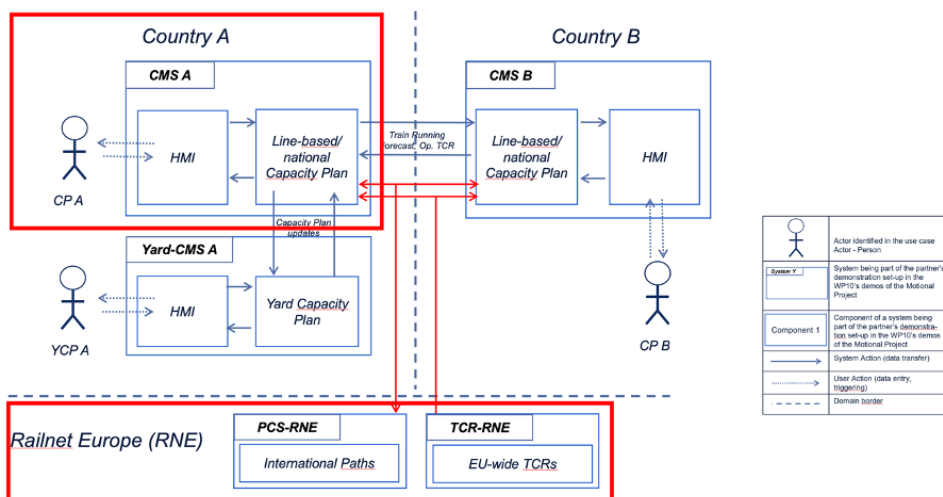 Country A
Country B
CMS A
CMS B
HMI
Line-based/
national
Capacity Plan
Train Running
Forecast, Op. TCR
Line-based/
national
Capacity Plan
HMI
CP A
Capacity Plan
updates
Yard-CMS A
HMI
Yard Capacity
Plan
YCP A
CP B
Actor identified in the use case
Actor - Person
System Y
System being part of the partner's
demonstration set-up in the
WP10's demos of the Motional
Project
Component 1
Component of a system being
part of the partner's demonstra-
tion set-up in the WP10's demos
of the Motional Project
System Action (data transfer)
User Action (data entry,
triggering)
Domain border
Railnet Europe (RNE)
PCS-RNE
International Paths
TCR-RNE
EU-wide TCRs